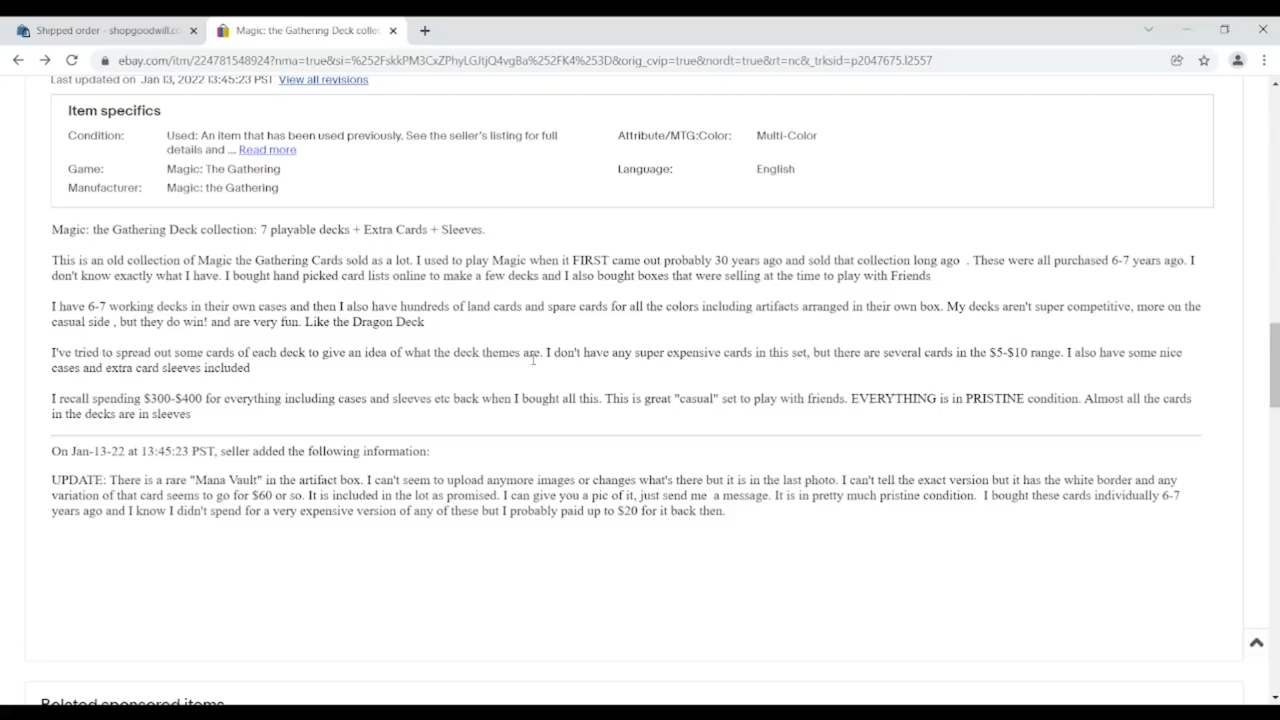 Shipped order - shopgoodwill.co
Magic: the Gathering Deck collec
ebay.com/itm/224781548924?nma=true&si=%252FskkPM3CxZPhyLGJtjQ4vgBa%252FK4%253D&orig_cvip=true&nordt=true&rt=nc&_trksid=p2047675.l2557
Last updated on Jan 13, 2022 13:45:23 PST View all revisions
Item specifics
Condition: Used: An item that has been used previously. See the seller's listing for full details and ... Read more
Attribute/MTG:Color: Multi-Color
Game: Magic: The Gathering
Language: English
Manufacturer: Magic: the Gathering
Magic: the Gathering Deck collection: 7 playable decks + Extra Cards + Sleeves.
This is an old collection of Magic the Gathering Cards sold as a lot. I used to play Magic when it FIRST came out probably 30 years ago and sold that collection long ago . These were all purchased 6-7 years ago. I
don't know exactly what I have. I bought hand picked card lists online to make a few decks and I also bought boxes that were selling at the time to play with Friends
I have 6-7 working decks in their own cases and then I also have hundreds of land cards and spare cards for all the colors including artifacts arranged in their own box. My decks aren't super competitive, more on the
casual side , but they do win! and are very fun. Like the Dragon Deck
I've tried to spread out some cards of each deck to give an idea of what the deck themes are. I don't have any super expensive cards in this set, but there are several cards in the $5-$10 range. I also have some nice
cases and extra card sleeves included
I recall spending $300-$400 for everything including cases and sleeves etc back when I bought all this. This is great "casual" set to play with friends. EVERYTHING is in PRISTINE condition. Almost all the cards
in the decks are in sleeves
On Jan-13-22 at 13:45:23 PST, seller added the following information:
UPDATE: There is a rare "Mana Vault" in the artifact box. I can't seem to upload anymore images or changes what's there but it is in the last photo. I can't tell the exact version but it has the white border and any
variation of that card seems to go for $60 or so. It is included in the lot as promised. I can give you a pic of it, just send me a message. It is in pretty much pristine condition. I bought these cards individually 6-7
years ago and I know I didn't spend for a very expensive version of any of these but I probably paid up to $20 for it back then.
Related sponsored items